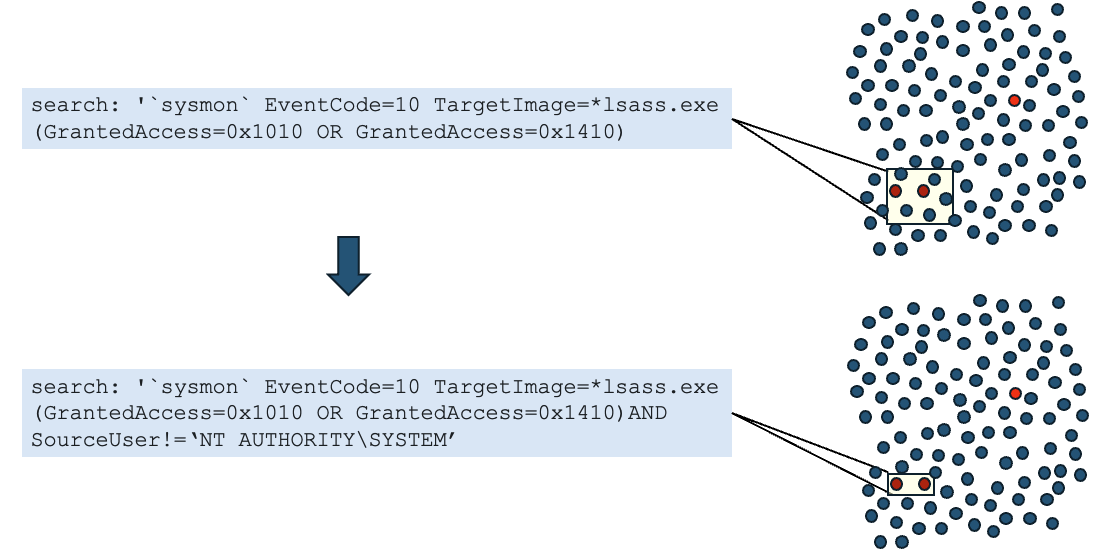 search: '`sysmon` EventCode=10 TargetImage=*lsass.exe
(GrantedAccess=0x1010 OR GrantedAccess=0x1410)
search: '`sysmon` EventCode=10 TargetImage=*lsass.exe
(GrantedAccess=0x1010 OR GrantedAccess=0x1410)AND
SourceUser!=‘NT AUTHORITY\SYSTEM’